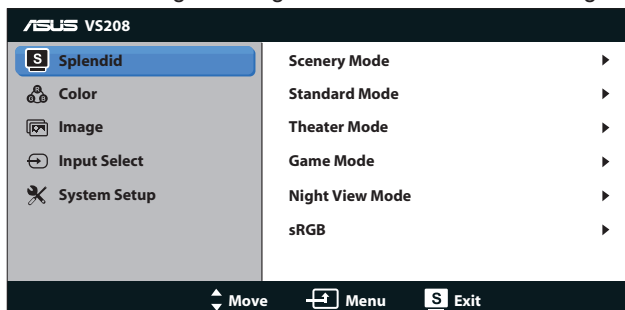 ASUS VS208
S Splendid
Color
Image
Input Select
System Setup
Scenery Mode
Standard Mode
Theater Mode
Game Mode
Night View Mode
sRGB
Move Menu S Exit